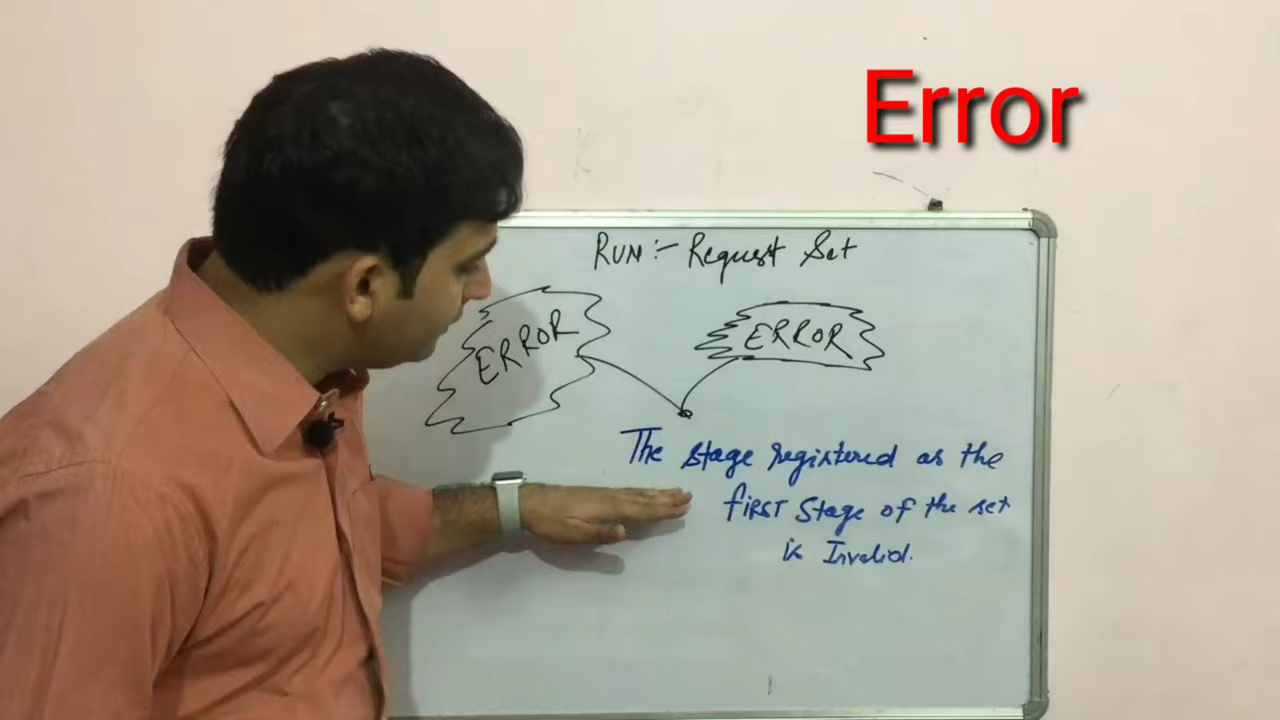 Error
RUN:- Request Set
ERROR
ERROR
The stage registered as the
first stage of the set
is Invalid.